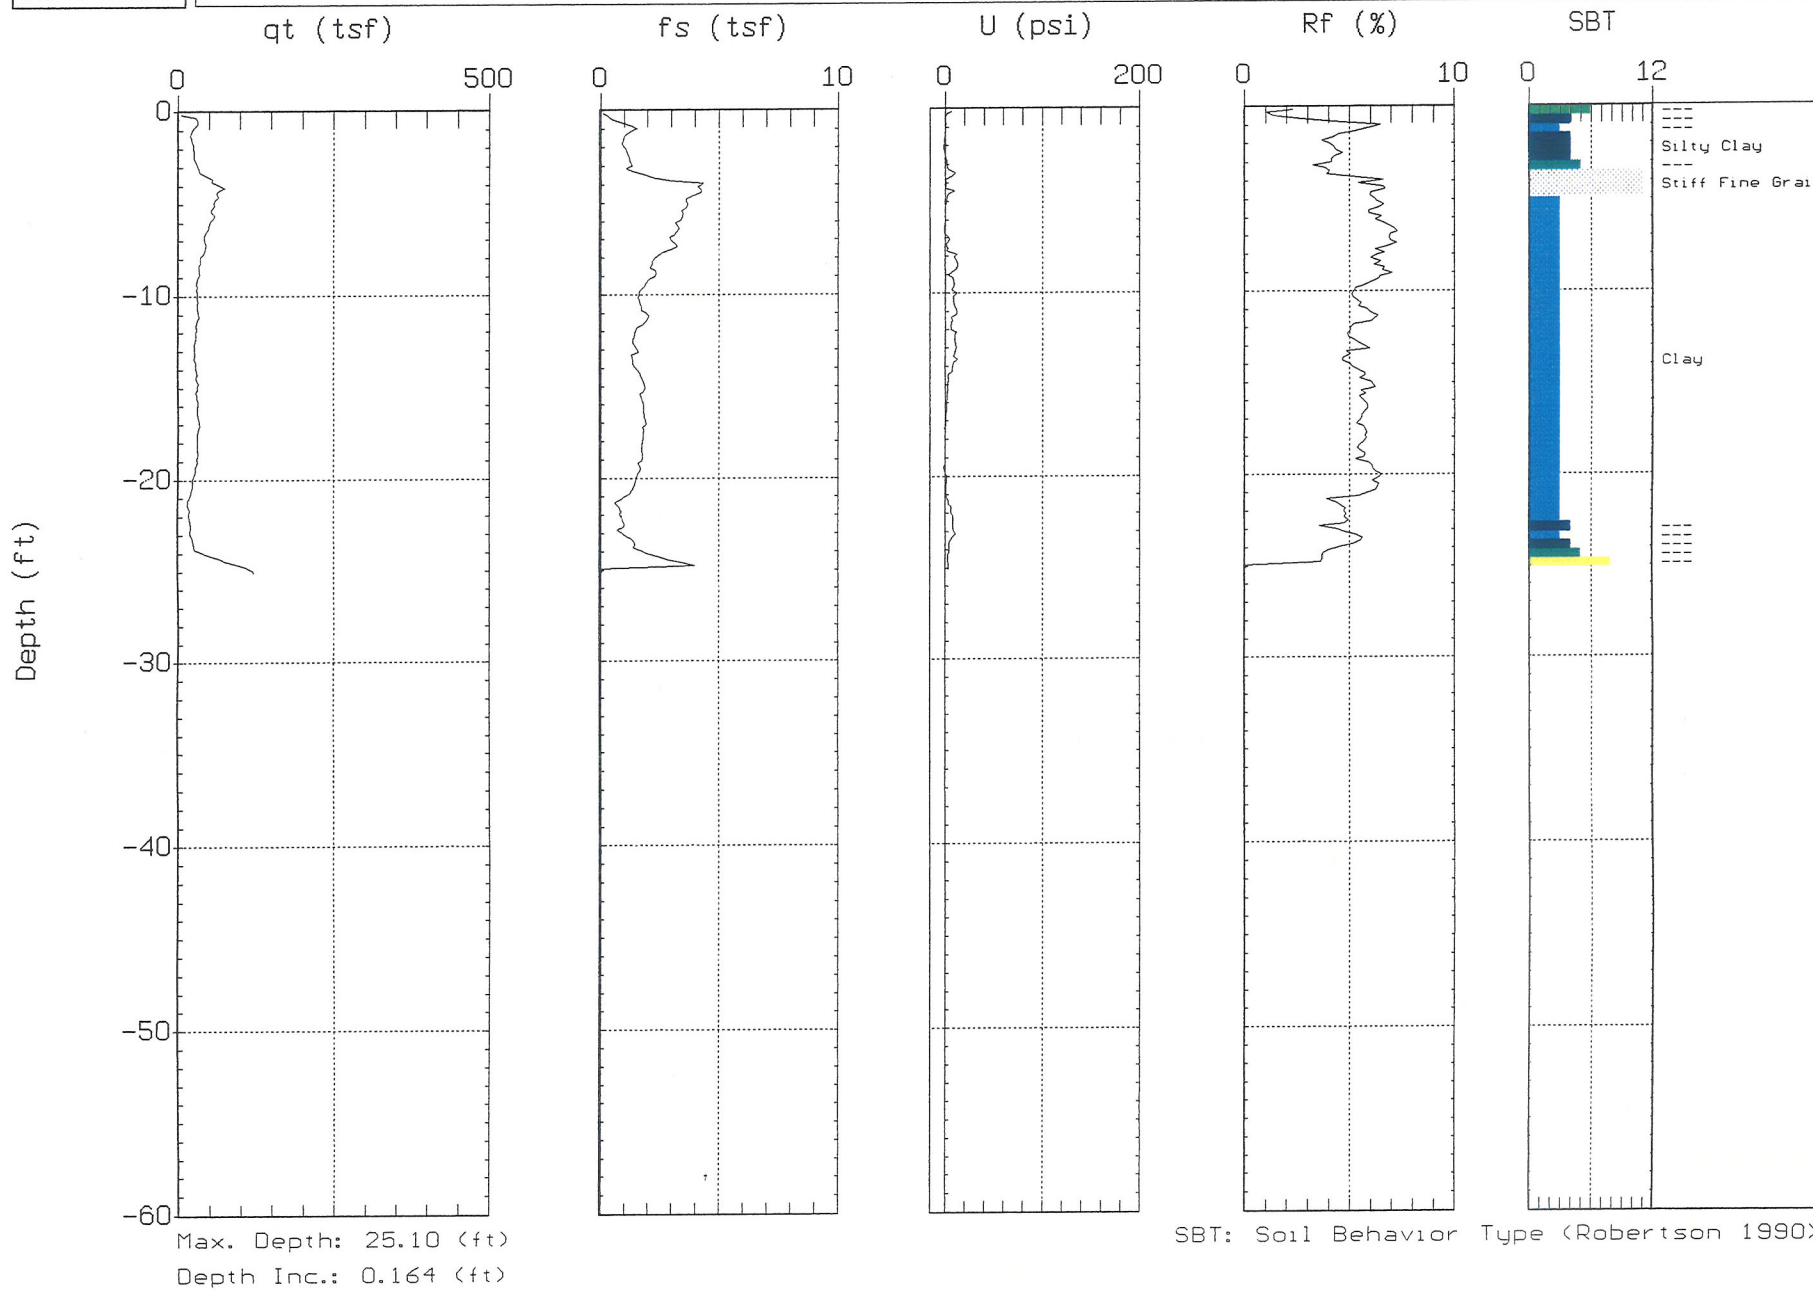 qt (tsf) fs (tsf) U (psi) Rf (%) SBT
0 500 0 10 0 200 0 10 0 12
0
---
---
---
Silty Clay
---
Stiff Fine Grai
-10
Clay
-20
---
---
---
---
---
Depth (ft)
-30
-40
-50
-60
Max. Depth: 25.10 (ft)
SBT: Soil Behavior Type (Robertson 1990)
Depth Inc.: 0.164 (ft)